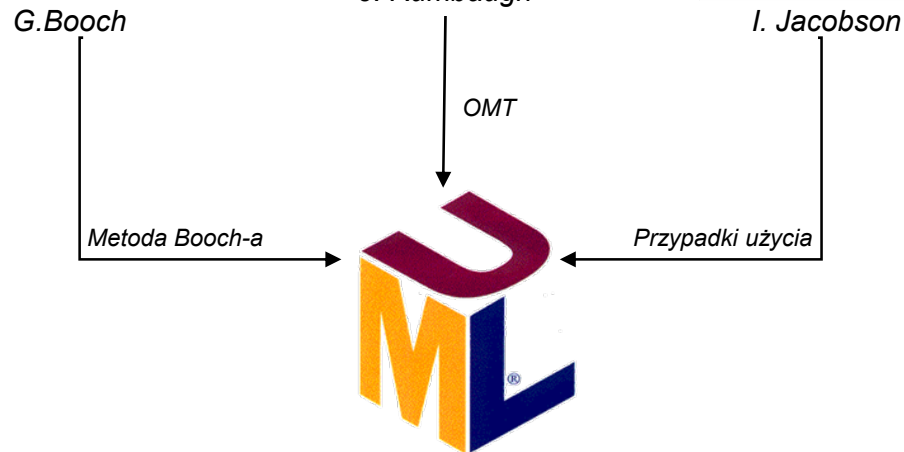 G.Booch
I. Jacobson
OMT
Metoda Booch-a
Przypadki użycia
UML
®